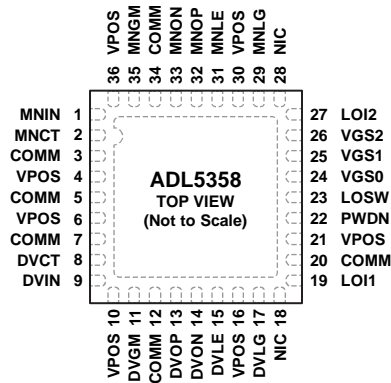 VPOS 36
MNGM 35
COMM 34
MNON 33
MNOP 32
MNLE 31
VPOS 30
MNLG 29
NIC 28
MNIN 1
MNCT 2
COMM 3
VPOS 4
COMM 5
VPOS 6
COMM 7
DVCT 8
DVIN 9
ADL5358
TOP VIEW
(Not to Scale)
27 LOI2
26 VGS2
25 VGS1
24 VGS0
23 LOSW
22 PWDN
21 VPOS
20 COMM
19 LOI1
VPOS 10
DVGM 11
COMM 12
DVOP 13
DVON 14
DVLE 15
VPOS 16
DVLG 17
NIC 18